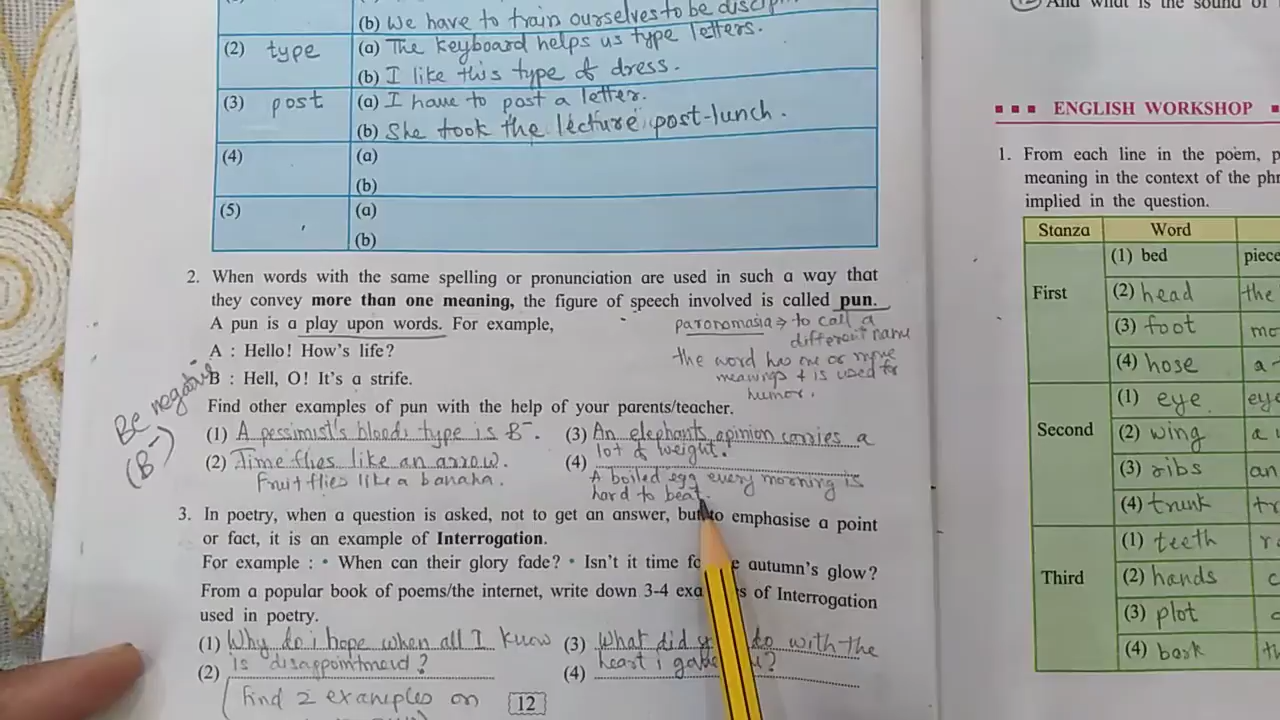 (b) We have to train ourselves to be
(2) type (a) The keyboard helps us type letters.
(b) I like this type of dress.
(3) post (a) I have to post a letter.
(b) She took the lecture post-lunch.
(4) (a)
(b)
(5) (a)
(b)
2. When words with the same spelling or pronunciation are used in such a way that
they convey more than one meaning, the figure of speech involved is called pun.
A pun is a play upon words. For example,
paronomasia → to call a
different name
the word has one or more
meanings + is used for
humor.
A : Hello! How's life?
B : Hell, O! It's a strife.
Be negative
(B-)
Find other examples of pun with the help of your parents/teacher.
(1) A pessimist's blood type is B-.
(2) Time flies like an arrow.
Fruit flies like a banana.
(3) An elephants opinion carries a
lot of weight.
(4)
A boiled egg every morning is
hard to beat.
3. In poetry, when a question is asked, not to get an answer, but to emphasise a point
or fact, it is an example of Interrogation.
For example : • When can their glory fade? • Isn't it time autumn's glow?
From a popular book of poems/the internet, write down 3-4 of Interrogation
used in poetry.
(1) Why do i hope when all I know
(2) is disappointment?
Find 2 examples on
(3) What did do with the
heart i
(4)
12
And what is the sound of
ENGLISH WORKSHOP
1. From each line in the poem,
meaning in the context of the
implied in the question.
Stanza Word
First (1) bed piece
(2) head the
(3) foot
(4) hose
Second (1) eye
(2) wing
(3) ribs
(4) trunk
Third (1) teeth
(2) hands
(3) plot
(4) bark